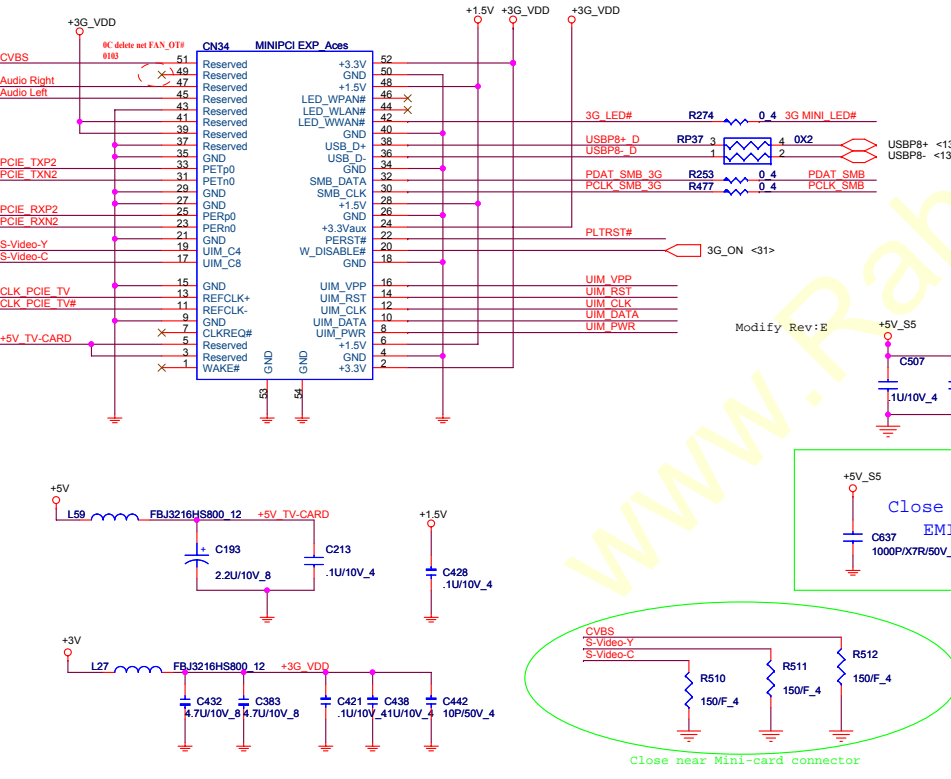 +1.5V +3G_VDD +3G_VDD
+3G_VDD
0C delete net FAN_OT#
0103
CN34 MINIPCI EXP_Aces
CVBS 51 Reserved +3.3V 52
49 Reserved GND 50
Audio Right 47 Reserved +1.5V 48
Audio Left 45 Reserved LED_WPAN# 46
43 Reserved LED_WLAN# 44
41 Reserved LED_WWAN# 42 3G_LED# R274 0_4 3G MINI_LED#
39 Reserved GND 40
37 Reserved USB_D+ 38 USBP8+_D RP37 3 4 0X2 USBP8+ <13
35 GND USB_D- 36 USBP8-_D 1 2 USBP8- <13
PCIE_TXP2 33 PETp0 GND 34
PCIE_TXN2 31 PETn0 SMB_DATA 32 PDAT_SMB_3G R253 0_4 PDAT_SMB
29 GND SMB_CLK 30 PCLK_SMB_3G R477 0_4 PCLK_SMB
27 GND +1.5V 28
PCIE_RXP2 25 PERp0 GND 26
PCIE_RXN2 23 PERn0 +3.3Vaux 24
21 GND PERST# 22 PLTRST#
S-Video-Y 19 UIM_C4 W_DISABLE# 20 3G_ON <31>
S-Video-C 17 UIM_C8 GND 18
15 GND UIM_VPP 16 UIM_VPP
CLK_PCIE_TV 13 REFCLK+ UIM_RST 14 UIM_RST
CLK_PCIE_TV# 11 REFCLK- UIM_CLK 12 UIM_CLK
9 GND UIM_DATA 10 UIM_DATA
7 CLKREQ# UIM_PWR 8 UIM_PWR
+5V_TV-CARD 5 Reserved +1.5V 6
3 Reserved GND 4
1 WAKE# +3.3V 2
GND GND
53 54
Modify Rev:E
+5V_S5
C507
.1U/10V_4
+5V_S5
Close
EMI
C637
1000P/X7R/50V_
+5V
L59 FBJ3216HS800_12 +5V_TV-CARD
+ C193
2.2U/10V_8
C213
.1U/10V_4
+1.5V
C428
.1U/10V_4
+3V
L27 FBJ3216HS800_12 +3G_VDD
C432 C383 C421 C438 C442
4.7U/10V_8 4.7U/10V_8 .1U/10V_4 .1U/10V_4 10P/50V_4
CVBS
S-Video-Y
S-Video-C
R510
150/F_4
R511
150/F_4
R512
150/F_4
Close near Mini-card connector
www.Rab